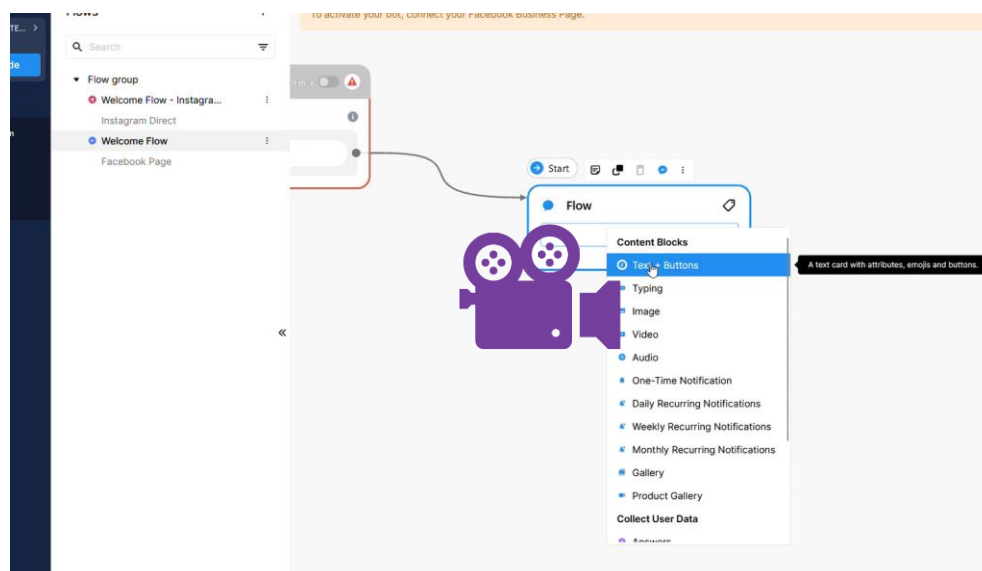 To activate your bot, connect your Facebook Business Page.
Search
Flow group
Welcome Flow - Instagra...
Instagram Direct
Welcome Flow
Facebook Page
Start
Flow
Content Blocks
Text + Buttons
A text card with attributes, emojis and buttons.
Typing
Image
Video
Audio
One-Time Notification
Daily Recurring Notifications
Weekly Recurring Notifications
Monthly Recurring Notifications
Gallery
Product Gallery
Collect User Data
Answers